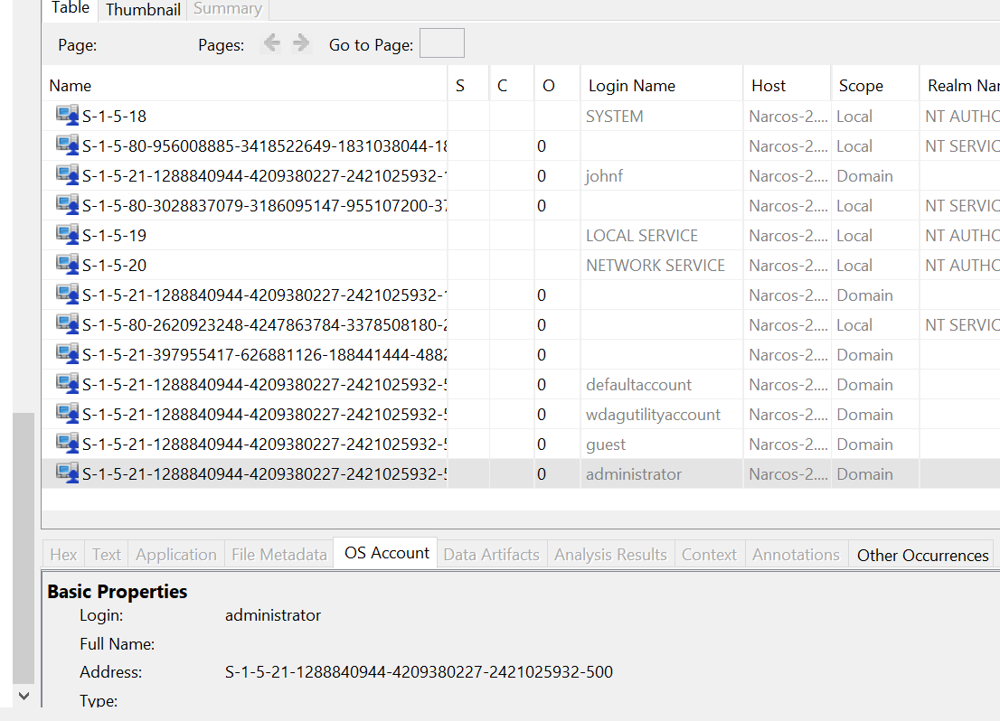 Table Thumbnail Summary
Page: Pages: Go to Page:
Name S C O Login Name Host Scope Realm Nar
S-1-5-18 SYSTEM Narcos-2.... Local NT AUTHO
S-1-5-80-956008885-3418522649-1831038044-18 0 Narcos-2.... Local NT SERVIC
S-1-5-21-1288840944-4209380227-2421025932-1 0 johnf Narcos-2.... Domain
S-1-5-80-3028837079-3186095147-955107200-37 0 Narcos-2.... Local NT SERVIC
S-1-5-19 LOCAL SERVICE Narcos-2.... Local NT AUTHO
S-1-5-20 NETWORK SERVICE Narcos-2.... Local NT AUTHO
S-1-5-21-1288840944-4209380227-2421025932-1 0 Narcos-2.... Domain
S-1-5-80-2620923248-4247863784-3378508180-2 0 Narcos-2.... Local NT SERVIC
S-1-5-21-397955417-626881126-188441444-4882 0 Narcos-2.... Domain
S-1-5-21-1288840944-4209380227-2421025932-5 0 defaultaccount Narcos-2.... Domain
S-1-5-21-1288840944-4209380227-2421025932-5 0 wdagutilityaccount Narcos-2.... Domain
S-1-5-21-1288840944-4209380227-2421025932-5 0 guest Narcos-2.... Domain
S-1-5-21-1288840944-4209380227-2421025932-5 0 administrator Narcos-2.... Domain
Hex Text Application File Metadata OS Account Data Artifacts Analysis Results Context Annotations Other Occurrences
Basic Properties
Login: administrator
Full Name:
Address: S-1-5-21-1288840944-4209380227-2421025932-500
Type: